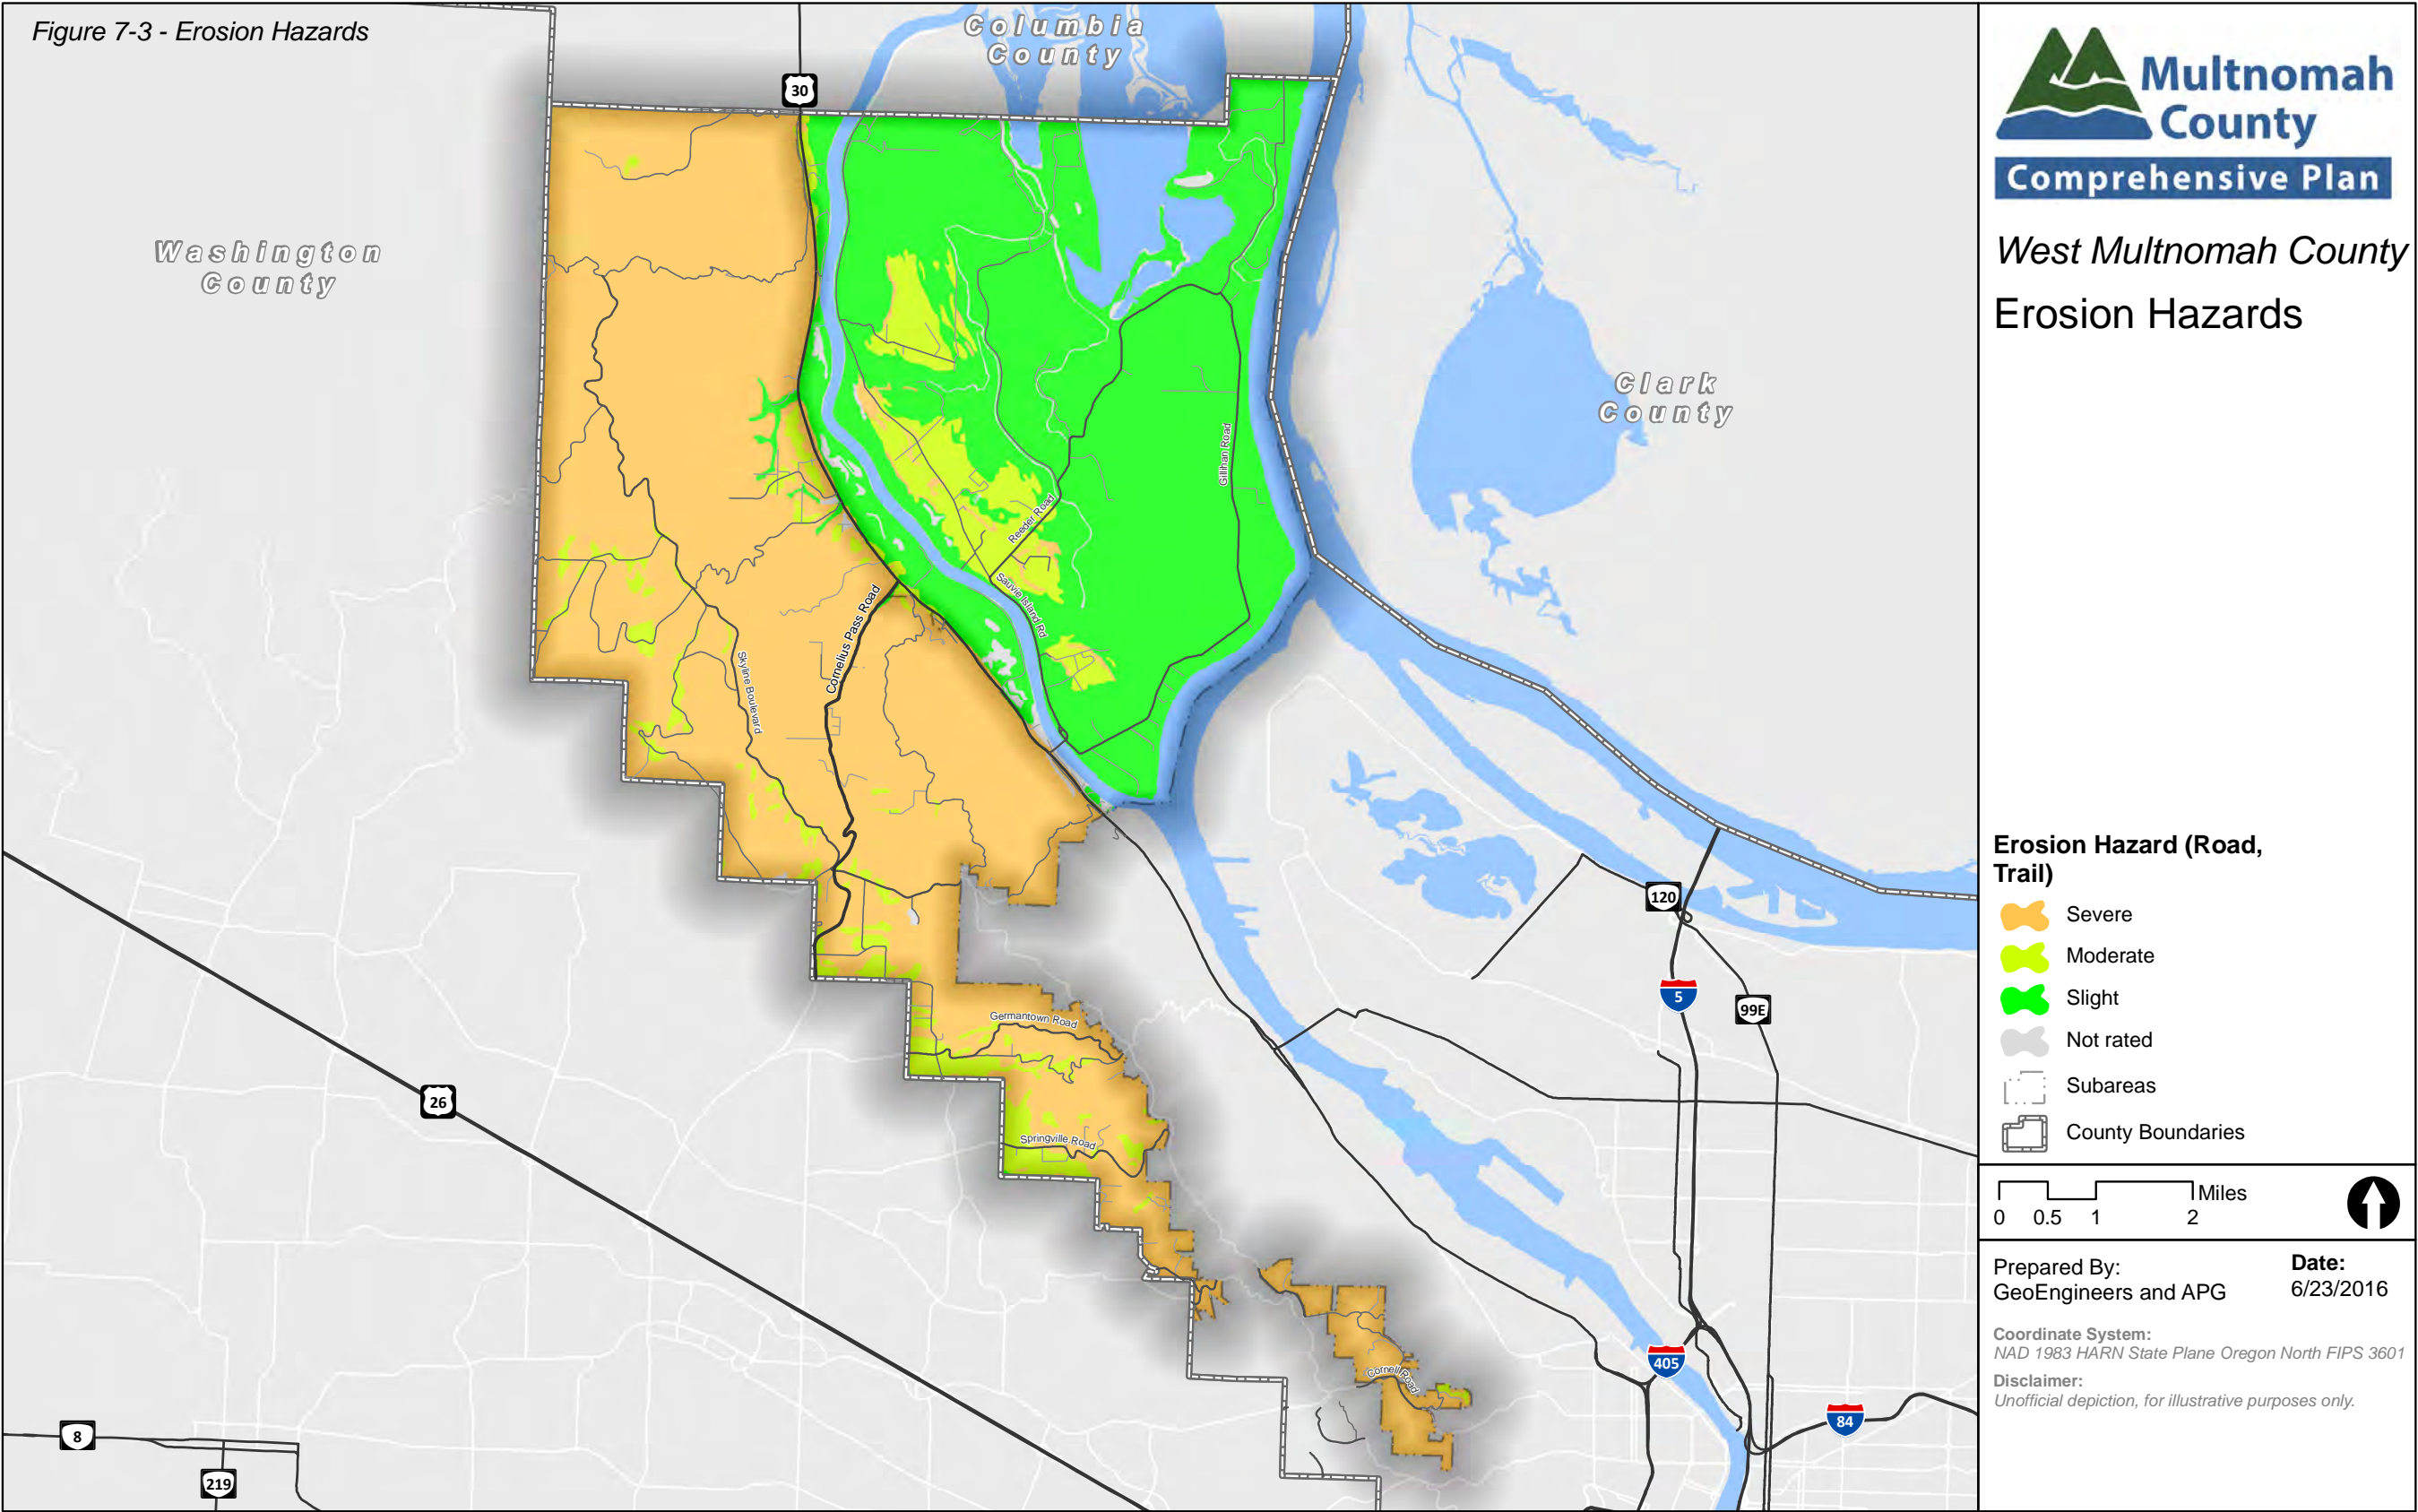 Figure 7-3 - Erosion Hazards
Columbia
County
30
Washington
County
Clark
County
Gillihan Road
Reeder Road
Sauvie Island Rd
Cornelius Pass Road
Skyline Boulevard
120
5
99E
Germantown Road
26
Springville Road
Cornell Road
405
84
8
219
Multnomah
County
Comprehensive Plan
West Multnomah County
Erosion Hazards
Erosion Hazard (Road,
Trail)
Severe
Moderate
Slight
Not rated
Subareas
County Boundaries
Miles
0 0.5 1 2
Prepared By:
GeoEngineers and APG
Date:
6/23/2016
Coordinate System:
NAD 1983 HARN State Plane Oregon North FIPS 3601
Disclaimer:
Unofficial depiction, for illustrative purposes only.